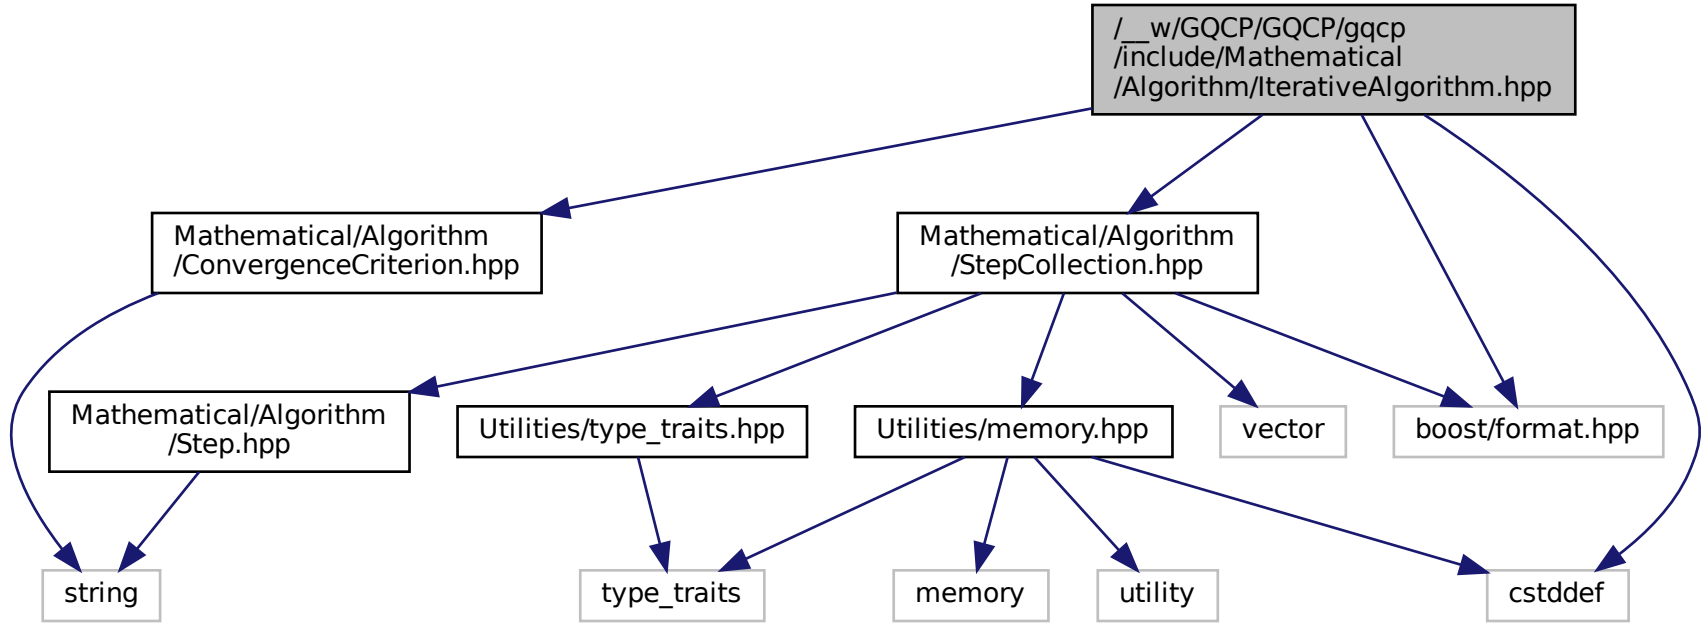 /__w/GQCP/GQCP/gqcp
/include/Mathematical
/Algorithm/IterativeAlgorithm.hpp
Mathematical/Algorithm
/ConvergenceCriterion.hpp
Mathematical/Algorithm
/StepCollection.hpp
Mathematical/Algorithm
/Step.hpp
Utilities/type_traits.hpp
Utilities/memory.hpp
vector
boost/format.hpp
string
type_traits
memory
utility
cstddef